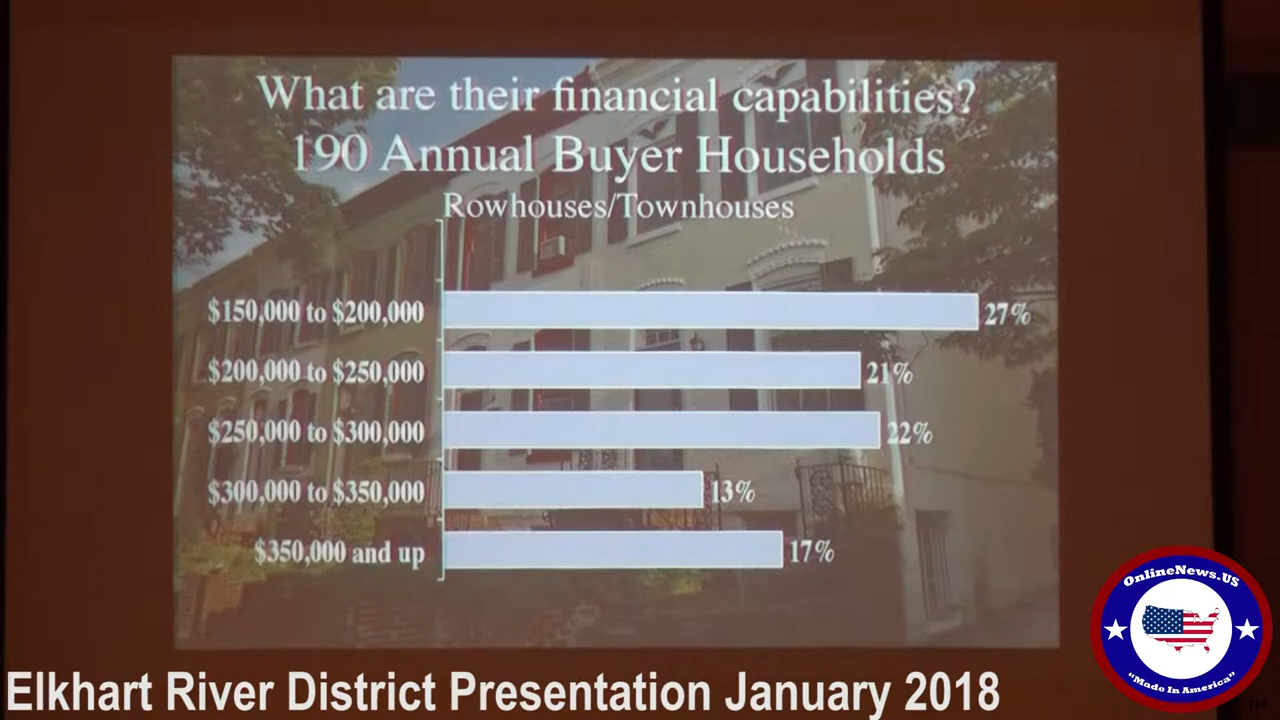 What are their financial capabilities?
190 Annual Buyer Households
Rowhouses/Townhouses
$150,000 to $200,000 27%
$200,000 to $250,000 21%
$250,000 to $300,000 22%
$300,000 to $350,000 13%
$350,000 and up 17%
OnlineNews.US
"Made In America"
TM
Elkhart River District Presentation January 2018